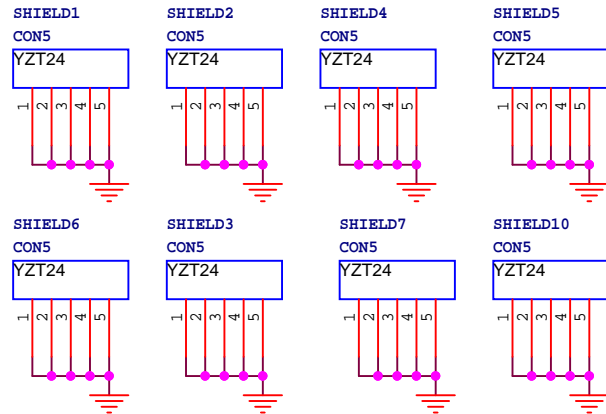 SHIELD1 SHIELD2 SHIELD4 SHIELD5
CON5 CON5 CON5 CON5
YZT24 YZT24 YZT24 YZT24
1 2 3 4 5 1 2 3 4 5 1 2 3 4 5 1 2 3 4 5
SHIELD6 SHIELD3 SHIELD7 SHIELD10
CON5 CON5 CON5 CON5
YZT24 YZT24 YZT24 YZT24
1 2 3 4 5 1 2 3 4 5 1 2 3 4 5 1 2 3 4 5